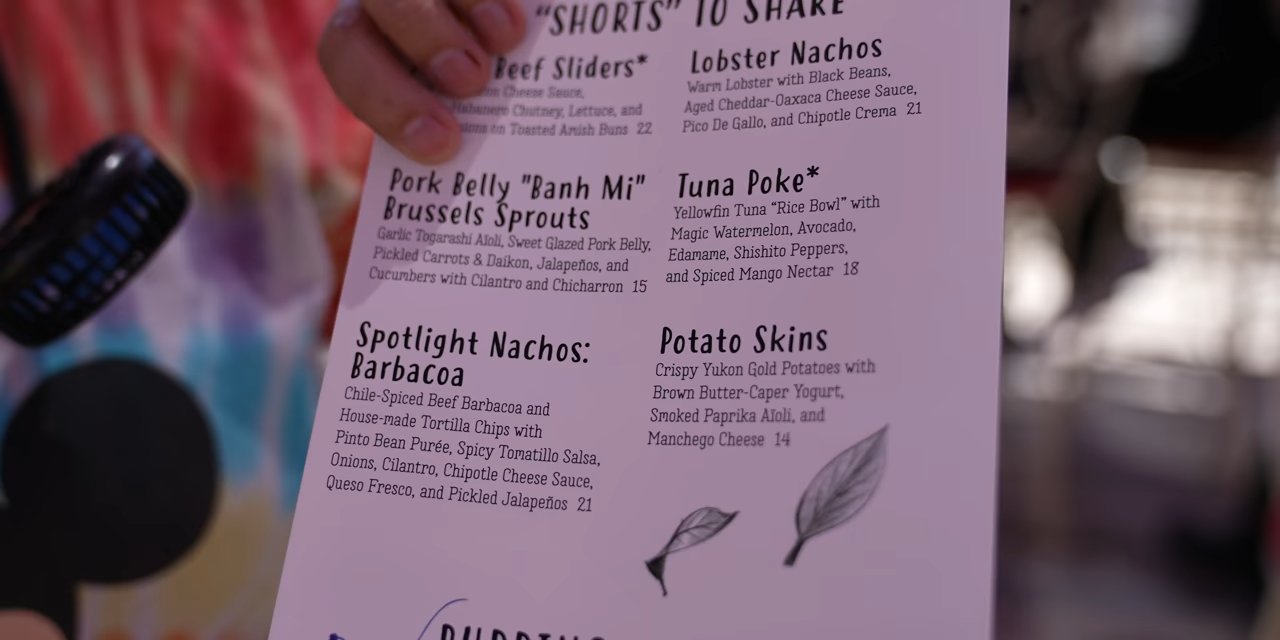 "SHORTS" TO SHARE
Beef Sliders*
Cheese Sauce,
Habanero Chutney, Lettuce, and
on Toasted Amish Buns 22
Pork Belly "Banh Mi"
Brussels Sprouts
Garlic Togarashi Aïoli, Sweet Glazed Pork Belly,
Pickled Carrots & Daikon, Jalapeños, and
Cucumbers with Cilantro and Chicharron 15
Spotlight Nachos:
Barbacoa
Chile-Spiced Beef Barbacoa and
House-made Tortilla Chips with
Pinto Bean Purée, Spicy Tomatillo Salsa,
Onions, Cilantro, Chipotle Cheese Sauce,
Queso Fresco, and Pickled Jalapeños 21
Lobster Nachos
Warm Lobster with Black Beans,
Aged Cheddar-Oaxaca Cheese Sauce,
Pico De Gallo, and Chipotle Crema 21
Tuna Poke*
Yellowfin Tuna “Rice Bowl” with
Magic Watermelon, Avocado,
Edamame, Shishito Peppers,
and Spiced Mango Nectar 18
Potato Skins
Crispy Yukon Gold Potatoes with
Brown Butter-Caper Yogurt,
Smoked Paprika Aïoli, and
Manchego Cheese 14